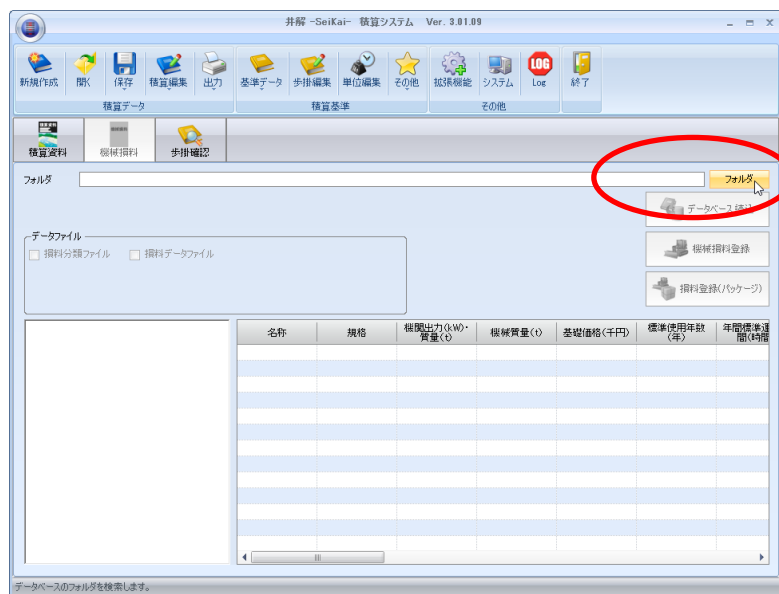 井解 -SeiKai- 積算システム Ver. 3.01.09
新規作成 開く 保存 積算編集 出力 基準データ 歩掛編集 単位編集 その他 拡張機能 システム Log 終了
積算データ 積算基準 その他
積算資料 機械損料 歩掛確認
フォルダ フォルダ
データベース
データファイル
損料分類ファイル 損料データファイル
機械損料登録
損料登録(パッケージ)
名称 規格 機関出力(kW)・質量(t) 機械質量(t) 基礎価格(千円) 標準使用年数(年) 年間標準運
間(時間
データベースのフォルダを検索します。